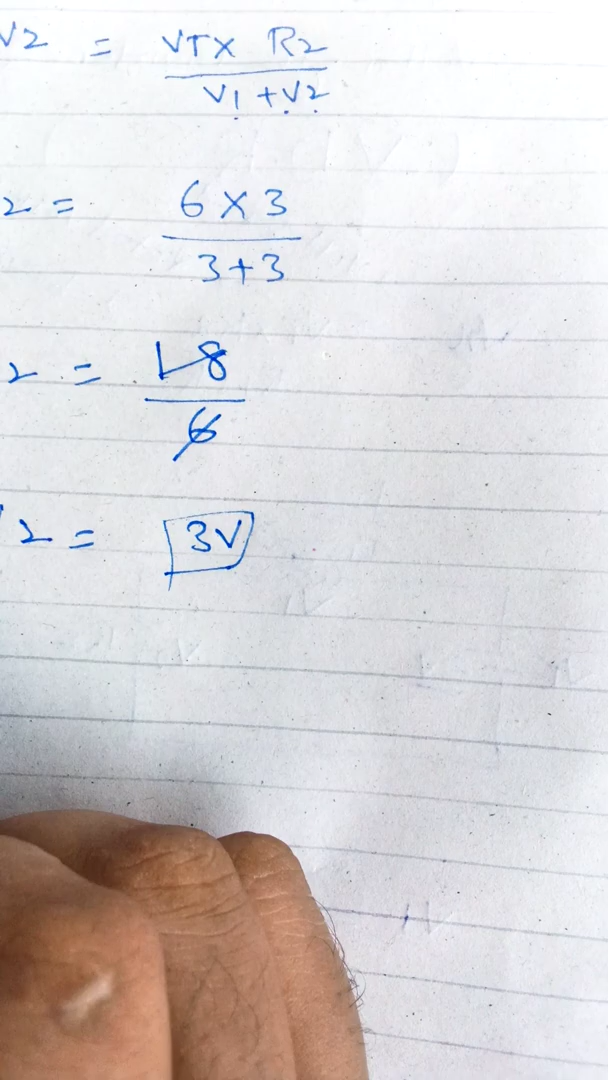 V2 = VT X R2
V1 + V2
2 = 6 X 3
3 + 3
2 = 18
6
2 = 3V